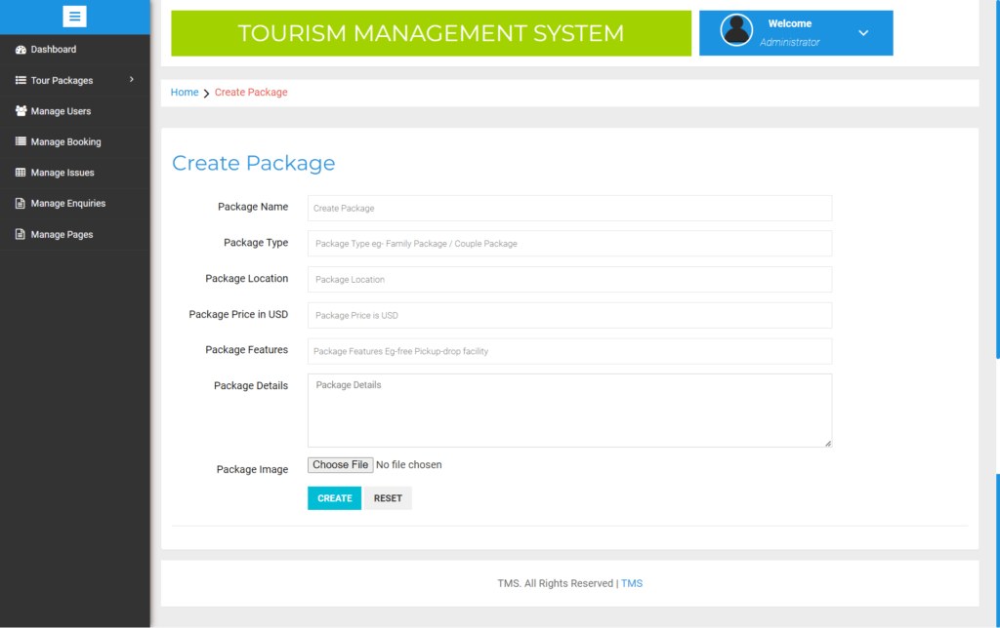 TOURISM MANAGEMENT SYSTEM
Welcome
Administrator
Dashboard
Tour Packages
Manage Users
Manage Booking
Manage Issues
Manage Enquiries
Manage Pages
Home > Create Package
Create Package
Package Name Create Package
Package Type Package Type eg- Family Package / Couple Package
Package Location Package Location
Package Price in USD Package Price is USD
Package Features Package Features Eg-free Pickup-drop facility
Package Details Package Details
Package Image Choose File No file chosen
CREATE RESET
TMS. All Rights Reserved | TMS